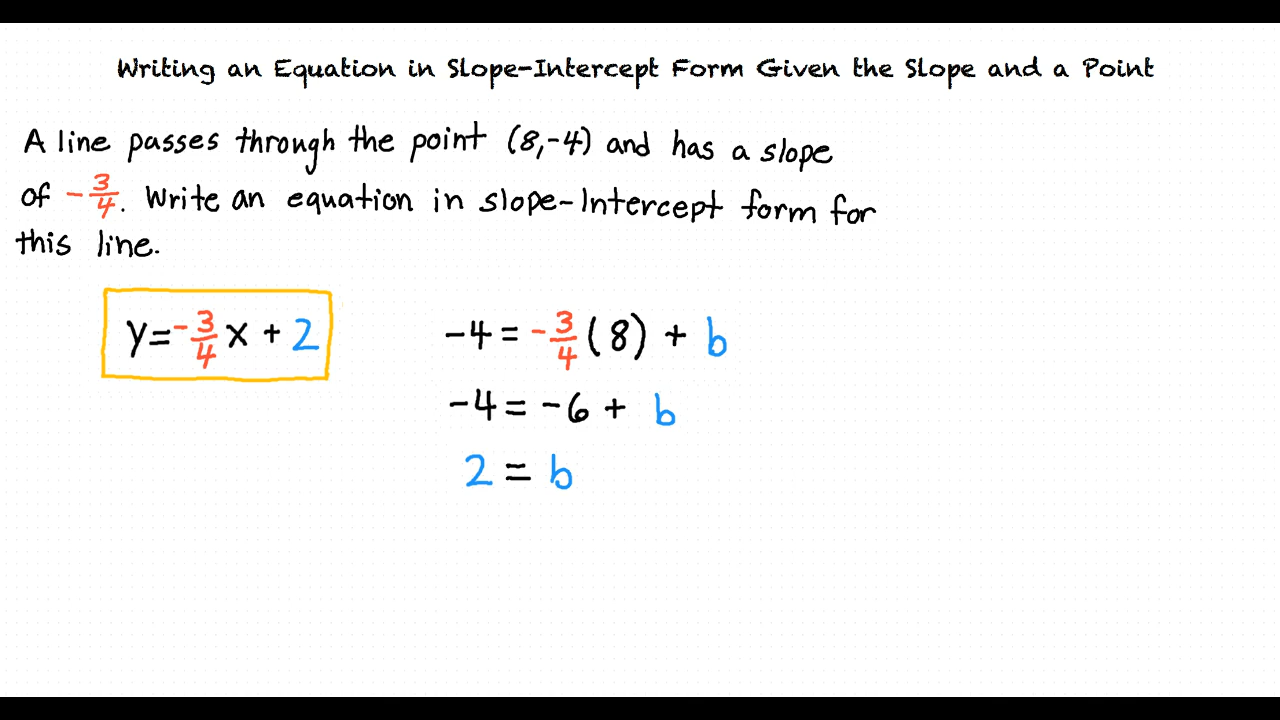 Writing an Equation in Slope-Intercept Form Given the Slope and a Point
A line passes through the point (8,-4) and has a slope
of -3/4. Write an equation in slope-Intercept form for
this line.
y=-3/4x + 2
-4 = -3/4(8) + b
-4 = -6 + b
2 = b